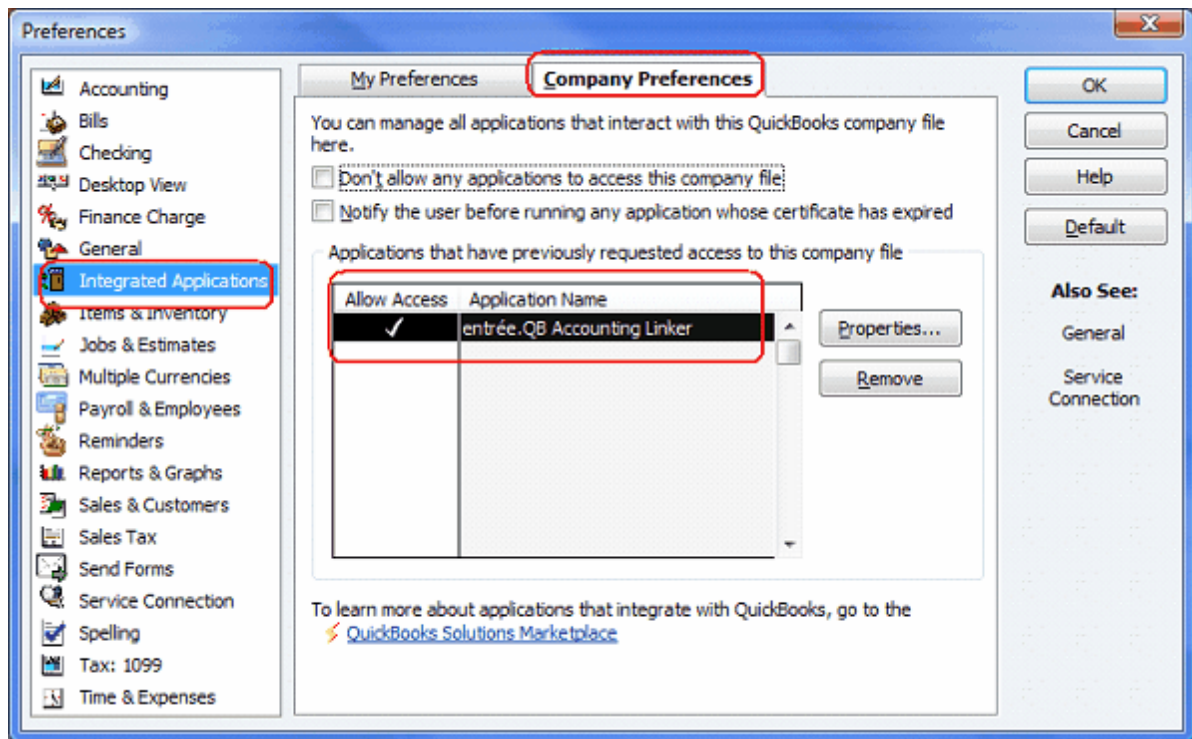 Preferences
Accounting
Bills
Checking
Desktop View
Finance Charge
General
Integrated Applications
Items & Inventory
Jobs & Estimates
Multiple Currencies
Payroll & Employees
Reminders
Reports & Graphs
Sales & Customers
Sales Tax
Send Forms
Service Connection
Spelling
Tax: 1099
Time & Expenses
My Preferences
Company Preferences
You can manage all applications that interact with this QuickBooks company file
here.
Don't allow any applications to access this company file
Notify the user before running any application whose certificate has expired
Applications that have previously requested access to this company file
Allow Access Application Name
entrée.QB Accounting Linker
Properties...
Remove
To learn more about applications that integrate with QuickBooks, go to the
QuickBooks Solutions Marketplace
OK
Cancel
Help
Default
Also See:
General
Service
Connection